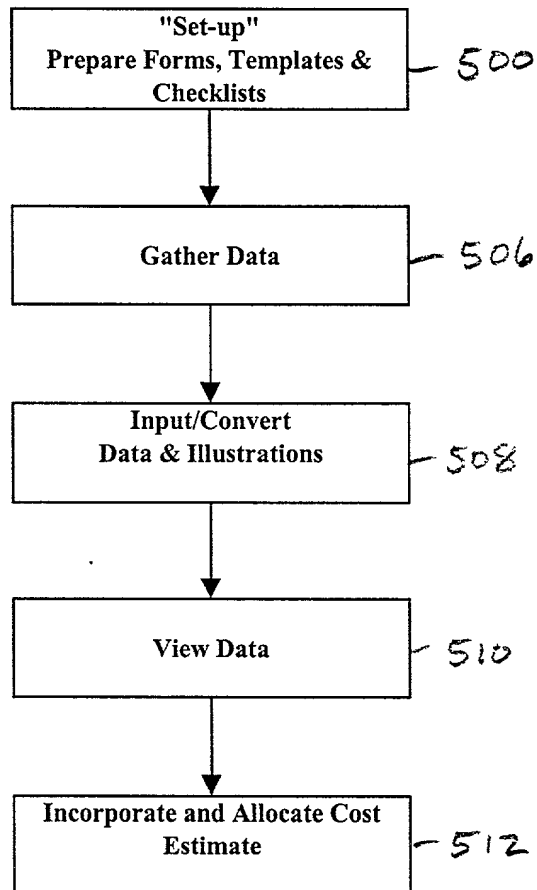 "Set-up"
Prepare Forms, Templates &
Checklists
500
Gather Data
506
Input/Convert
Data & Illustrations
508
View Data
510
Incorporate and Allocate Cost
Estimate
512